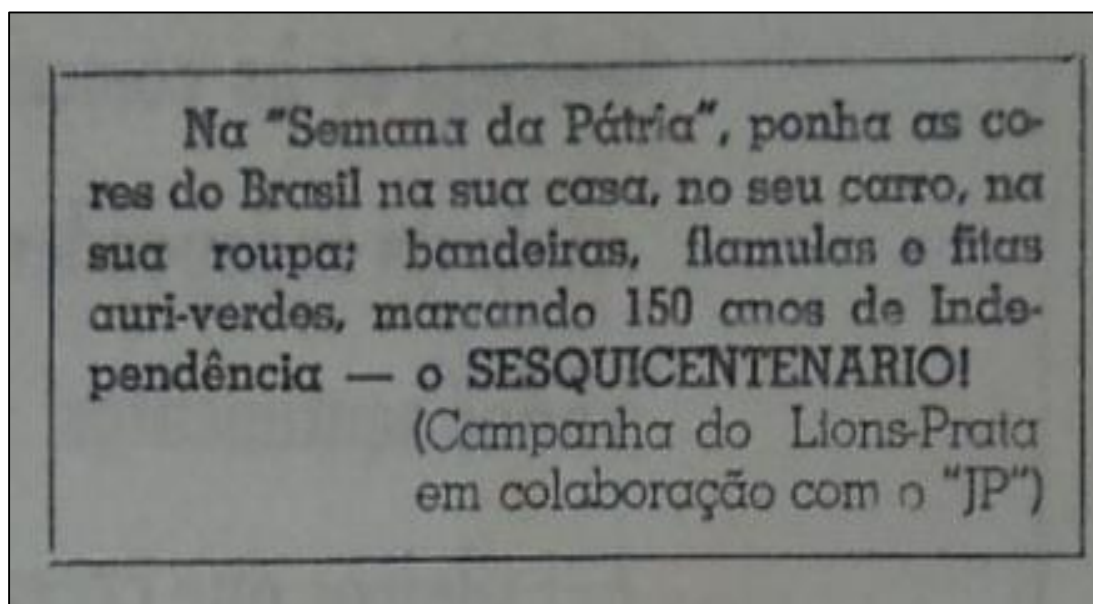 Na "Semana da Pátria", ponha as co-
res do Brasil na sua casa, no seu carro, na
sua roupa; bandeiras, flamulas e fitas
auri-verdes, marcando 150 anos de Inde-
pendência — o SESQUICENTENARIO!
(Campanha do Lions-Prata
em colaboração com o "JP")